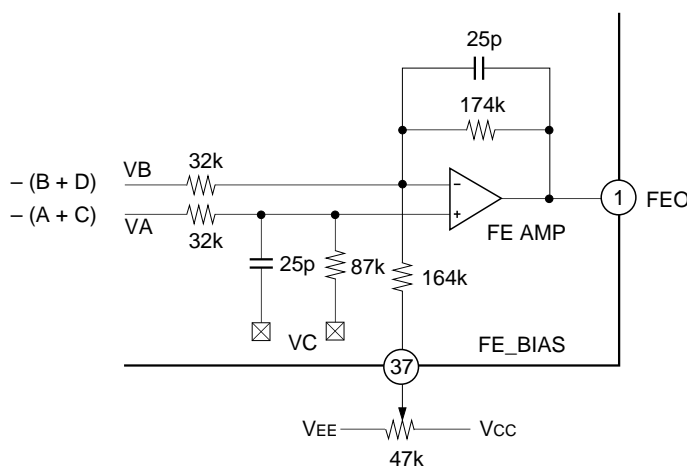 25p
174k
– (B + D) VB 32k
– (A + C) VA 32k
FE AMP
1 FEO
25p 87k 164k
VC
FE_BIAS
37
VEE VCC
47k